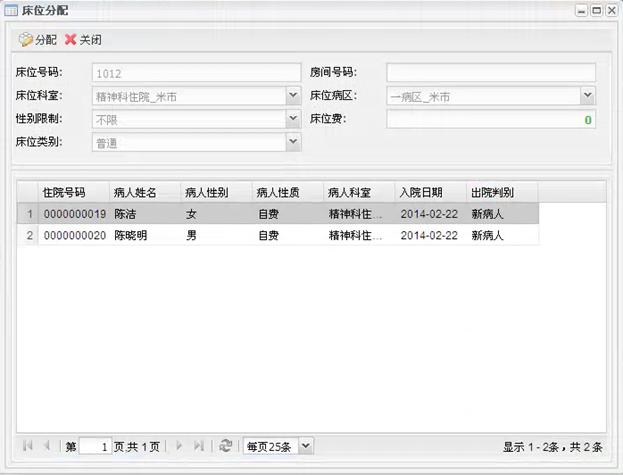 床位分配
分配 关闭
床位号码: 1012 房间号码:
床位科室: 精神科住院_米市 床位病区: 一病区_米市
性别限制: 不限 床位费: 0
床位类别: 普通
住院号码 病人姓名 病人性别 病人性质 病人科室 入院日期 出院判别
1 0000000019 陈洁 女 自费 精神科住... 2014-02-22 新病人
2 0000000020 陈晓明 男 自费 精神科住... 2014-02-22 新病人
第 1 页,共 1 页 每页25条 显示 1 - 2条，共 2 条